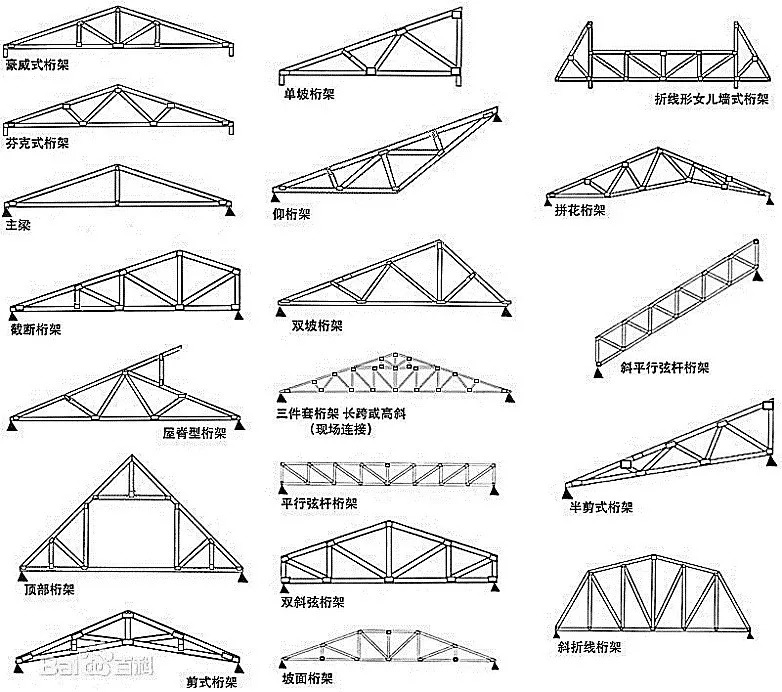 豪威式桁架
芬克式桁架
主梁
截断桁架
屋脊型桁架
顶部桁架
剪式桁架
Bai 百科
单坡桁架
仰桁架
双坡桁架
三件套桁架 长跨或高斜
(现场连接)
平行弦杆桁架
双斜弦桁架
坡面桁架
折线形女儿墙式桁架
拼花桁架
斜平行弦杆桁架
半剪式桁架
斜折线桁架